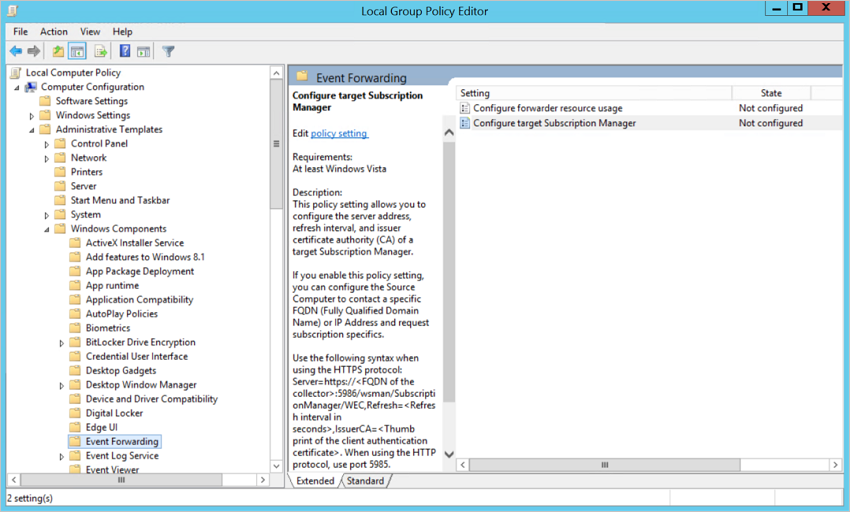 Local Group Policy Editor
File Action View Help
Local Computer Policy
Computer Configuration
Software Settings
Windows Settings
Administrative Templates
Control Panel
Network
Printers
Server
Start Menu and Taskbar
System
Windows Components
ActiveX Installer Service
Add features to Windows 8.1
App Package Deployment
App runtime
Application Compatibility
AutoPlay Policies
Biometrics
BitLocker Drive Encryption
Credential User Interface
Desktop Gadgets
Desktop Window Manager
Device and Driver Compatibility
Digital Locker
Edge UI
Event Forwarding
Event Log Service
Event Viewer
Event Forwarding
Configure target Subscription
Manager
Edit policy setting
Requirements:
At least Windows Vista
Description:
This policy setting allows you to
configure the server address,
refresh interval, and issuer
certificate authority (CA) of a
target Subscription Manager.
If you enable this policy setting,
you can configure the Source
Computer to contact a specific
FQDN (Fully Qualified Domain
Name) or IP Address and request
subscription specifics.
Use the following syntax when
using the HTTPS protocol:
Server=https://<FQDN of the
collector>:5986/wsman/Subscripti
onManager/WEC,Refresh=<Refres
h interval in
seconds>,IssuerCA=<Thumb
print of the client authentication
certificate>. When using the HTTP
protocol, use port 5985.
Setting State
Configure forwarder resource usage Not configured
Configure target Subscription Manager Not configured
Extended Standard
2 setting(s)